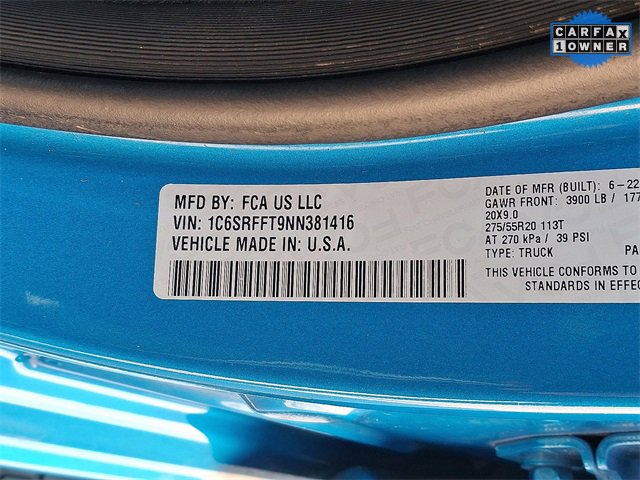 CARFAX
1 OWNER
MFD BY: FCA US LLC
VIN: 1C6SRFFT9NN381416
VEHICLE MADE IN: U.S.A.
DATE OF MFR (BUILT): 6-22
GAWR FRONT: 3900 LB / 177
20X9.0
275/55R20 113T
AT 270 kPa / 39 PSI
TYPE: TRUCK PA
THIS VEHICLE CONFORMS TO
STANDARDS IN EFFEC